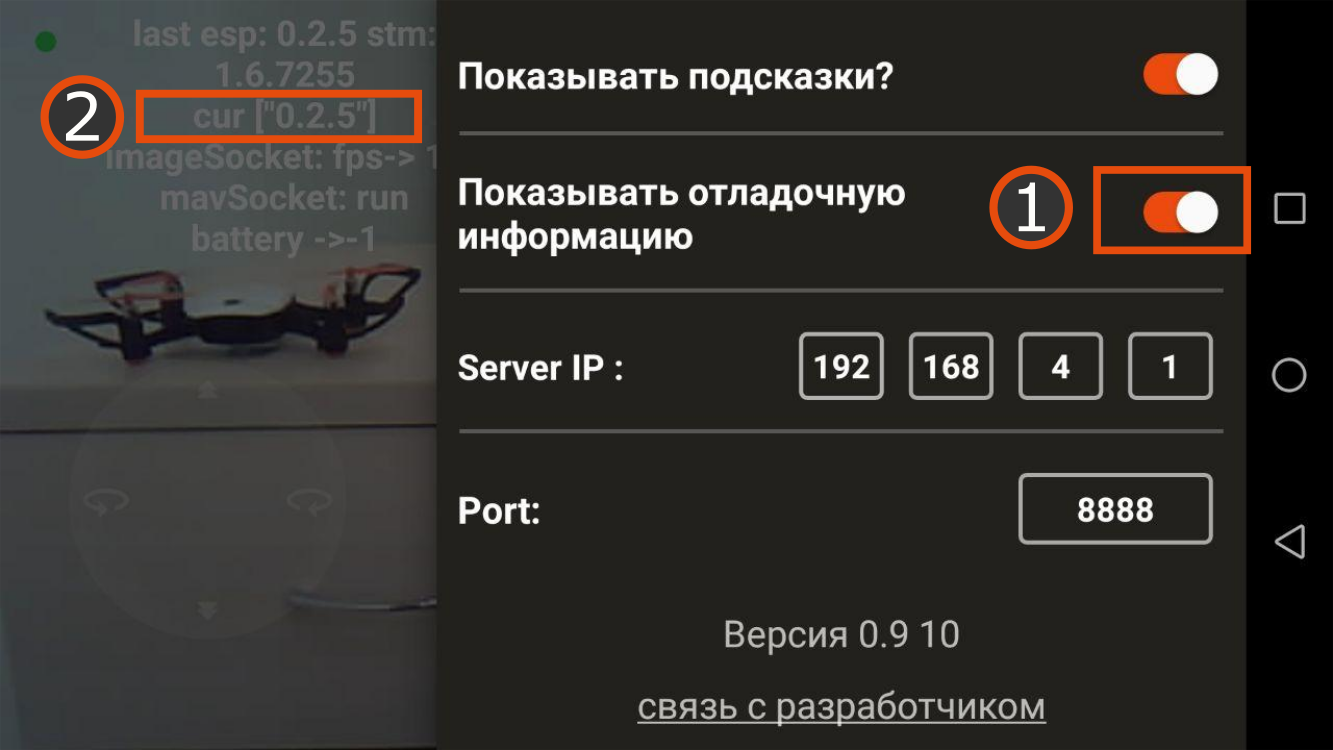 last esp: 0.2.5 stm:
1.6.7255
cur ["0.2.5"]
imageSocket: fps-> 1
mavSocket: run
battery ->-1
2
Показывать подсказки?
Показывать отладочную
информацию
1
Server IP :
192 168 4 1
Port:
8888
Версия 0.9 10
связь с разработчиком